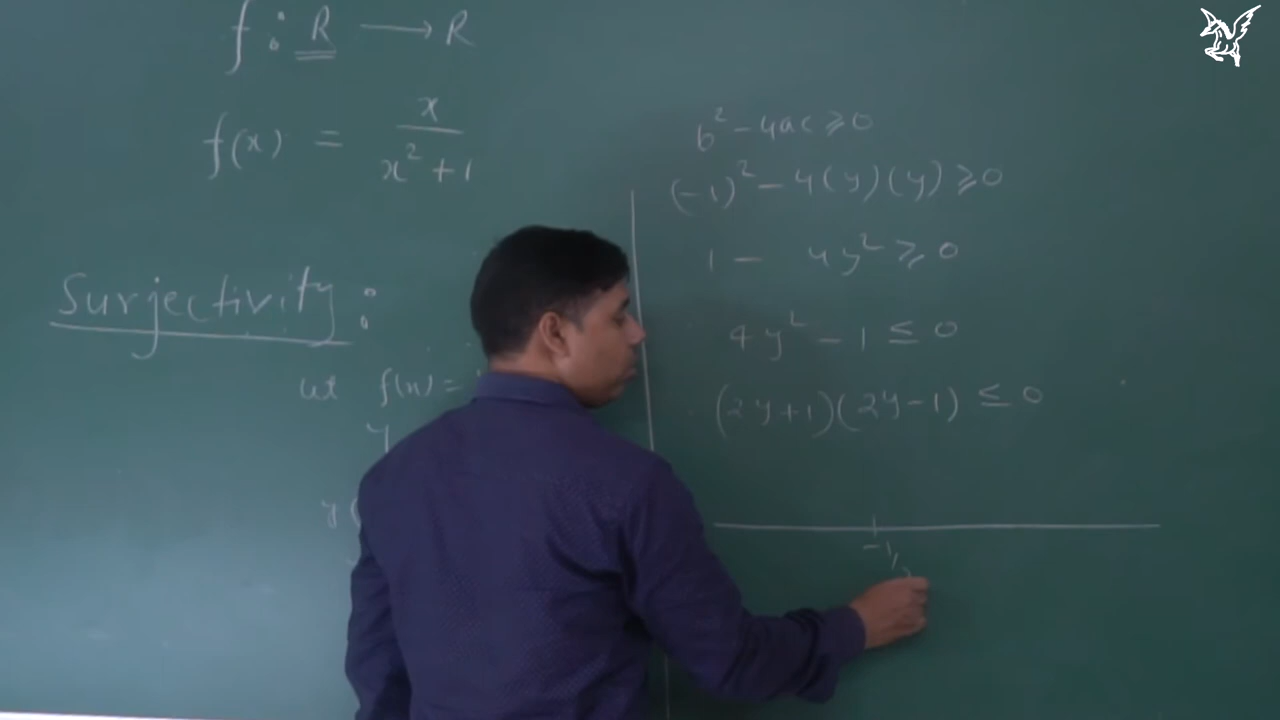 f : R ⟶ R
f(x) = x / x² + 1
Surjectivity :
let f(x) =
y
y (
b² - 4ac ⩾ 0
(-1)² - 4(y)(y) ⩾ 0
1 - 4y² ⩾ 0
4y² - 1 ≤ 0
(2y+1)(2y-1) ≤ 0
-1/